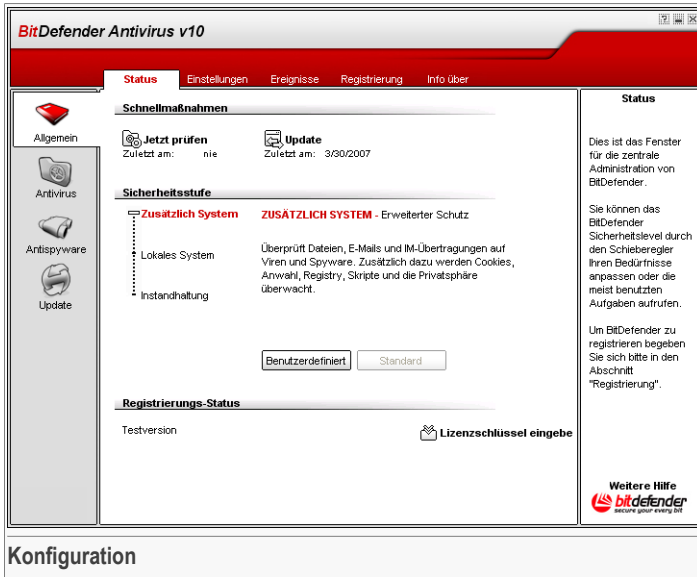 BitDefender Antivirus v10
Status Einstellungen Ereignisse Registrierung Info über
Allgemein
Antivirus
Antispyware
Update
Schnellmaßnahmen
Jetzt prüfen
Zuletzt am: nie
Update
Zuletzt am: 3/30/2007
Sicherheitsstufe
Zusätzlich System
Lokales System
Instandhaltung
ZUSÄTZLICH SYSTEM - Erweiterter Schutz
Überprüft Dateien, E-Mails und IM-Übertragungen auf
Viren und Spyware. Zusätzlich dazu werden Cookies,
Anwahl, Registry, Skripte und die Privatsphäre
überwacht.
Benutzerdefiniert Standard
Registrierungs-Status
Testversion
Lizenzschlüssel eingebe
Status
Dies ist das Fenster
für die zentrale
Administration von
BitDefender.
Sie können das
BitDefender
Sicherheitslevel durch
den Schieberegler
Ihren Bedürfnisse
anpassen oder die
meist benutzten
Aufgaben aufrufen.
Um BitDefender zu
registrieren begeben
Sie sich bitte in den
Abschnitt
"Registrierung".
Weitere Hilfe
bitdefender
secure your every bit
Konfiguration